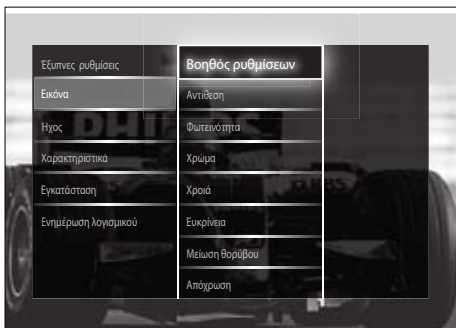 Έξυπνες ρυθμίσεις
Εικόνα
Ήχος
Χαρακτηριστικά
Εγκατάσταση
Ενημέρωση λογισμικού
Βοηθός ρυθμίσεων
Αντίθεση
Φωτεινότητα
Χρώμα
Χροιά
Ευκρίνεια
Μείωση θορύβου
Απόχρωση